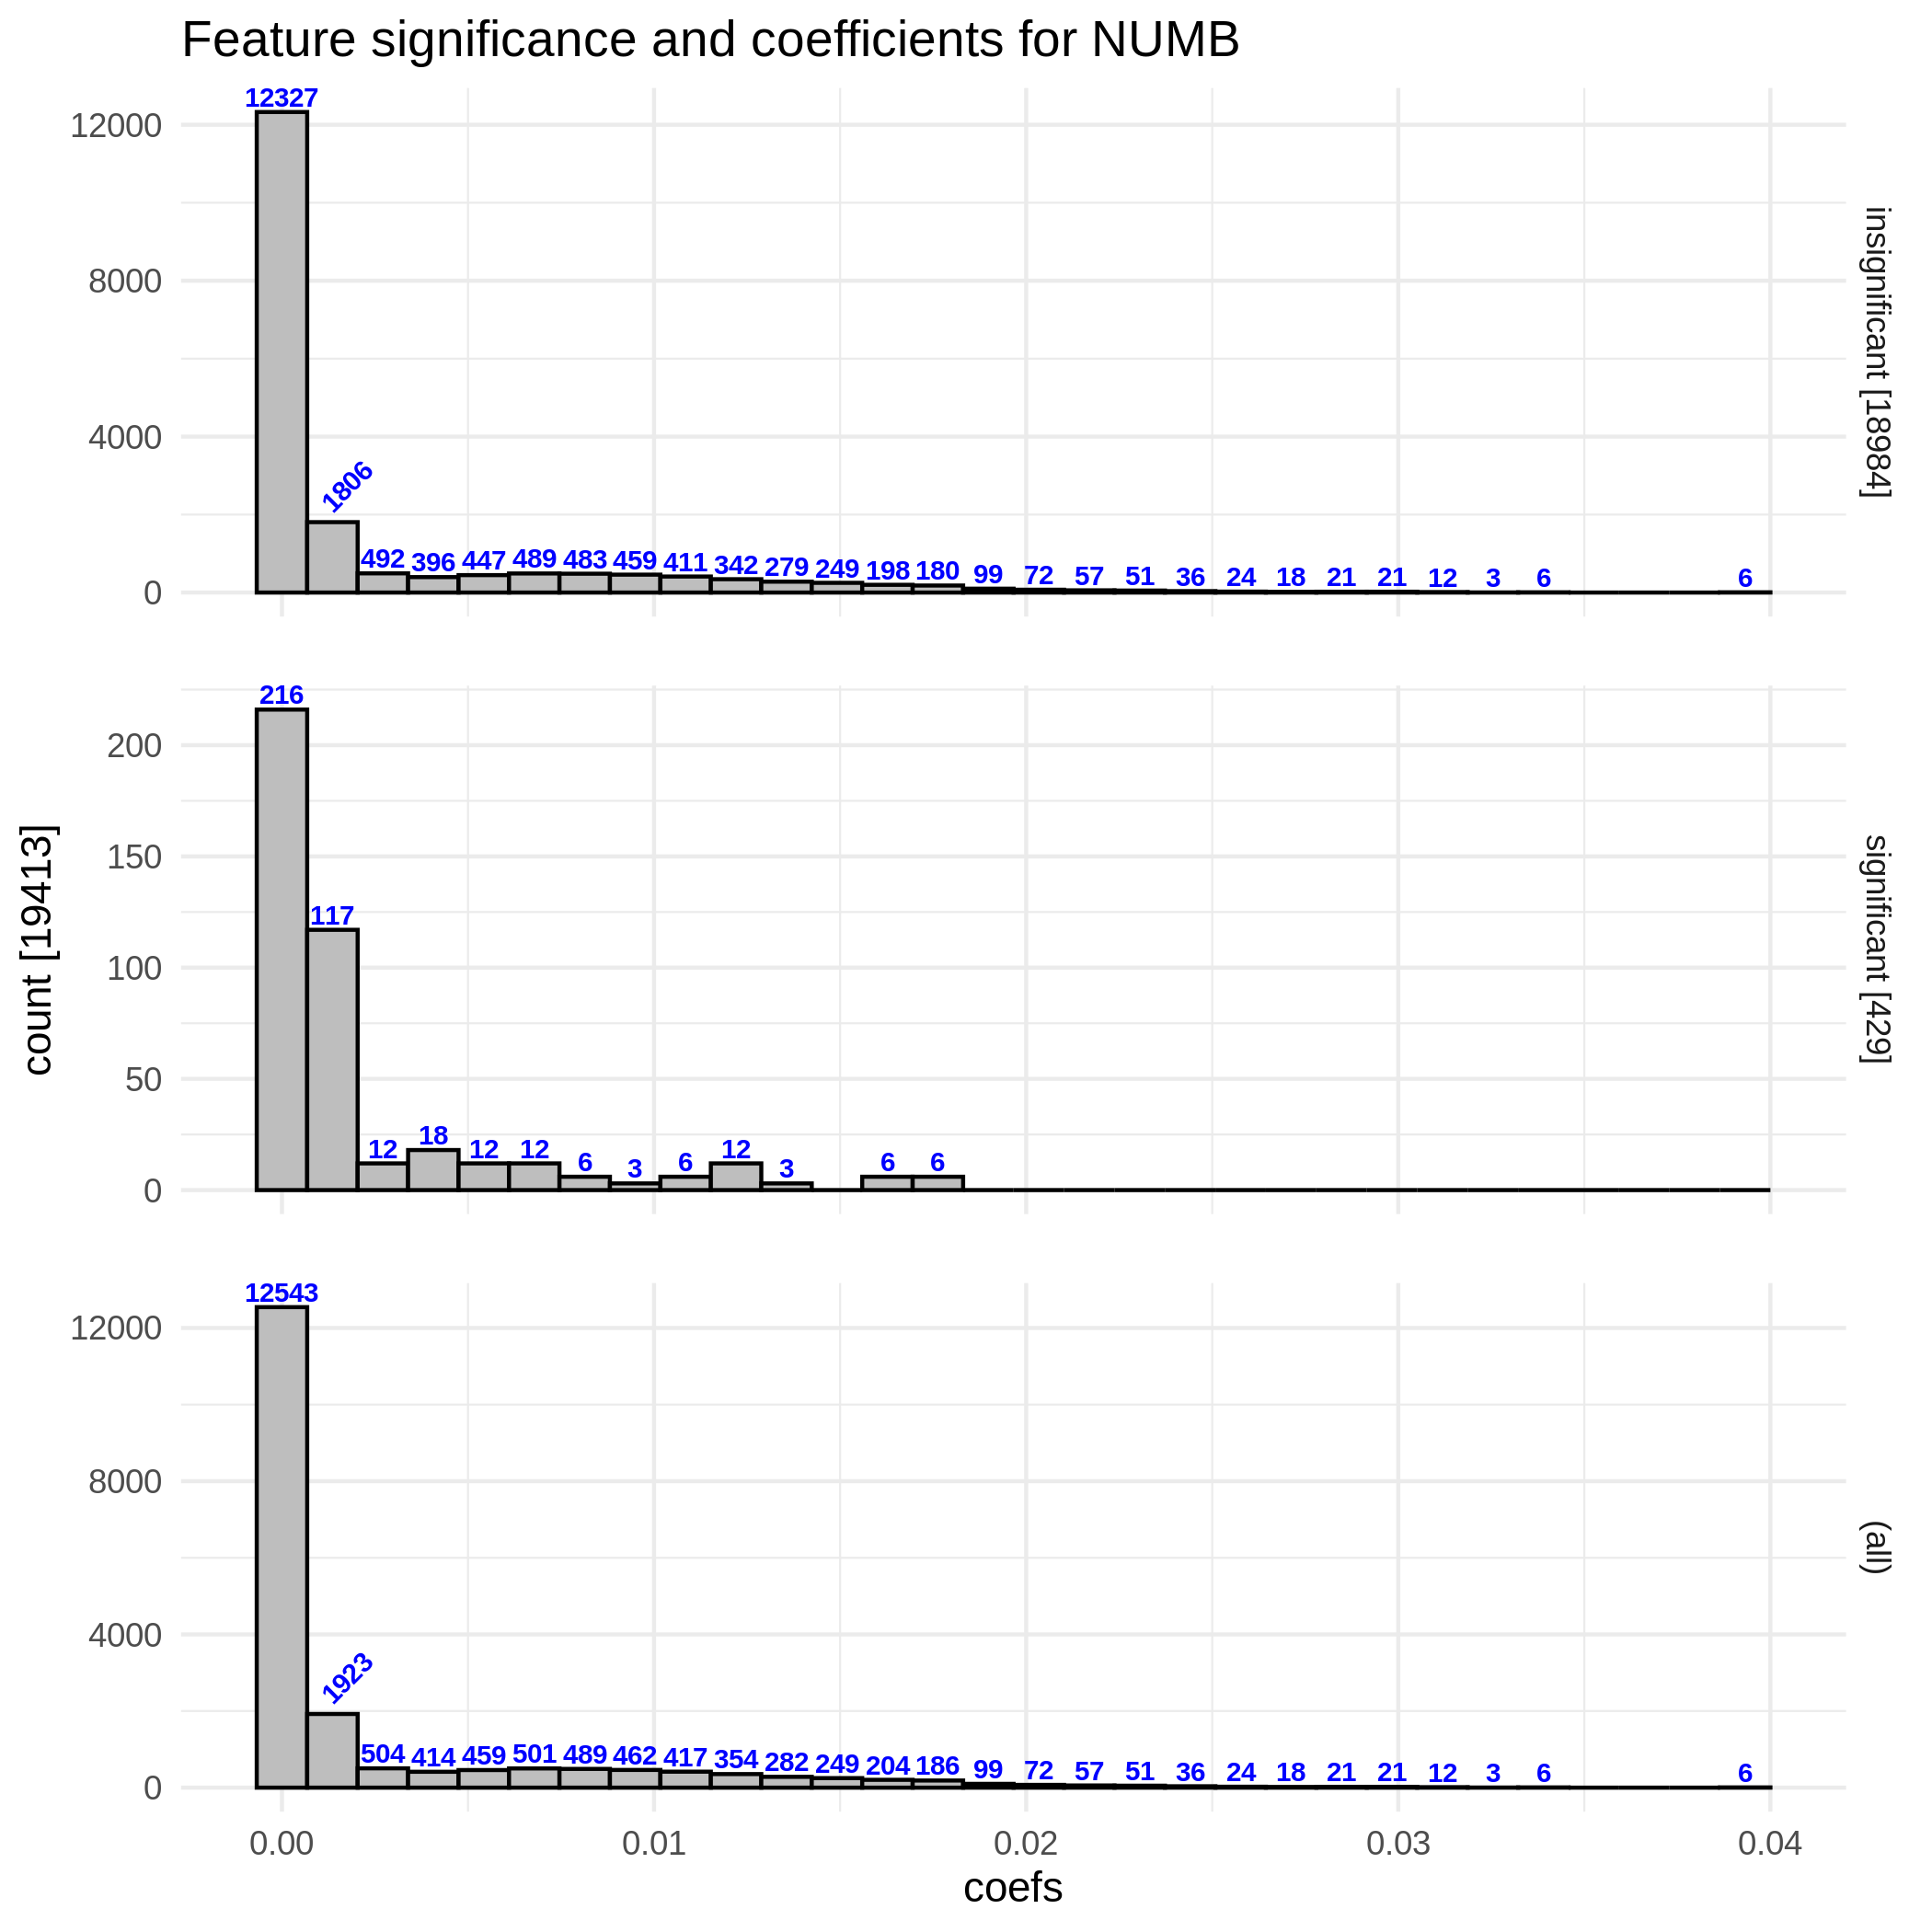 Feature significance and coefficients for NUMB
12327
12000
8000
4000
1806
492 396 447 489 483 459 411 342 279 249 198 180 99 72 57 51 36 24 18 21 21 12 3 6 6
0
insignificant [18984]
216
200
150
117
100
50
12 18 12 12 6 3 6 12 3 6 6
0
significant [429]
count [19413]
12543
12000
8000
4000
1923
504 414 459 501 489 462 417 354 282 249 204 186 99 72 57 51 36 24 18 21 21 12 3 6 6
0
(all)
0.00 0.01 0.02 0.03 0.04
coefs